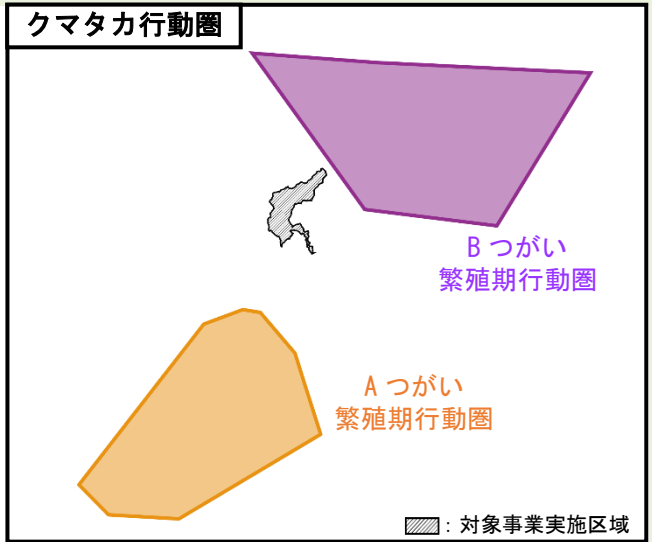 クマタカ行動圏
B つがい
繁殖期行動圏
A つがい
繁殖期行動圏
：対象事業実施区域